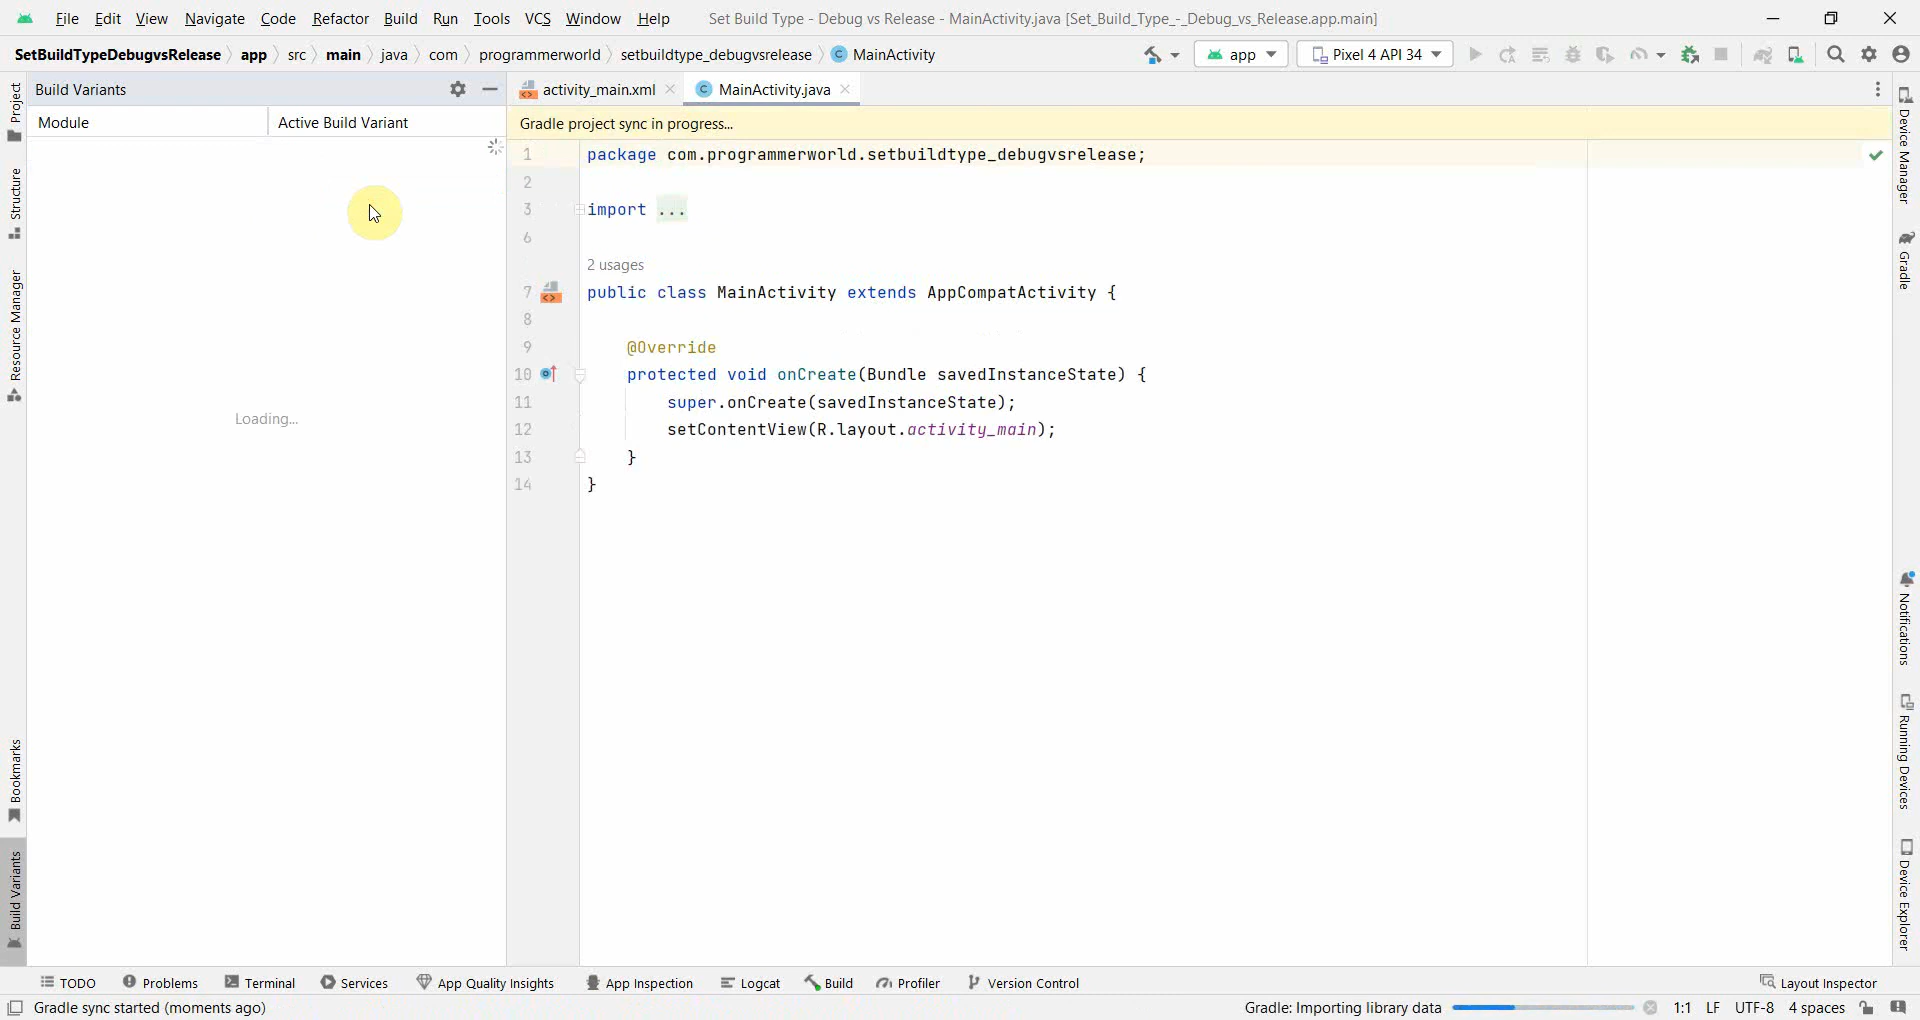 File Edit View Navigate Code Refactor Build Run Tools VCS Window Help Set Build Type - Debug vs Release - MainActivity.java [Set_Build_Type_-_Debug_vs_Release.app.main]
SetBuildTypeDebugvsRelease app src main java com programmerworld setbuildtype_debugvsrelease C MainActivity app Pixel 4 API 34
Project
Structure
Resource Manager
Bookmarks
Build Variants
Build Variants
Module Active Build Variant
Loading...
activity_main.xml C MainActivity.java
Gradle project sync in progress...
1 package com.programmerworld.setbuildtype_debugvsrelease;
2
3 import ...
6
2 usages
7 public class MainActivity extends AppCompatActivity {
8
9 @Override
10 protected void onCreate(Bundle savedInstanceState) {
11 super.onCreate(savedInstanceState);
12 setContentView(R.layout.activity_main);
13 }
14 }
Device Manager
Gradle
Notifications
Running Devices
Device Explorer
TODO Problems Terminal Services App Quality Insights App Inspection Logcat Build Profiler Version Control Layout Inspector
Gradle sync started (moments ago) Gradle: Importing library data 1:1 LF UTF-8 4 spaces